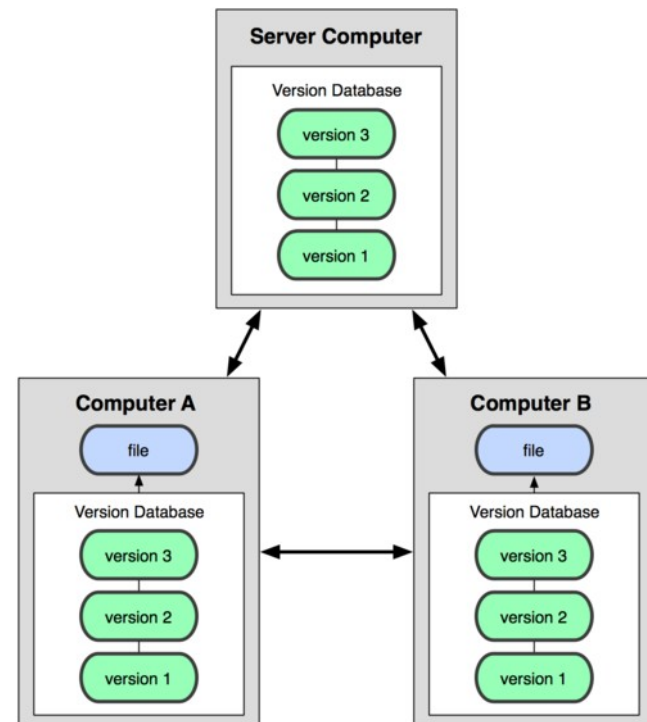 Server Computer
Version Database
version 3
version 2
version 1
Computer A
file
Version Database
version 3
version 2
version 1
Computer B
file
Version Database
version 3
version 2
version 1